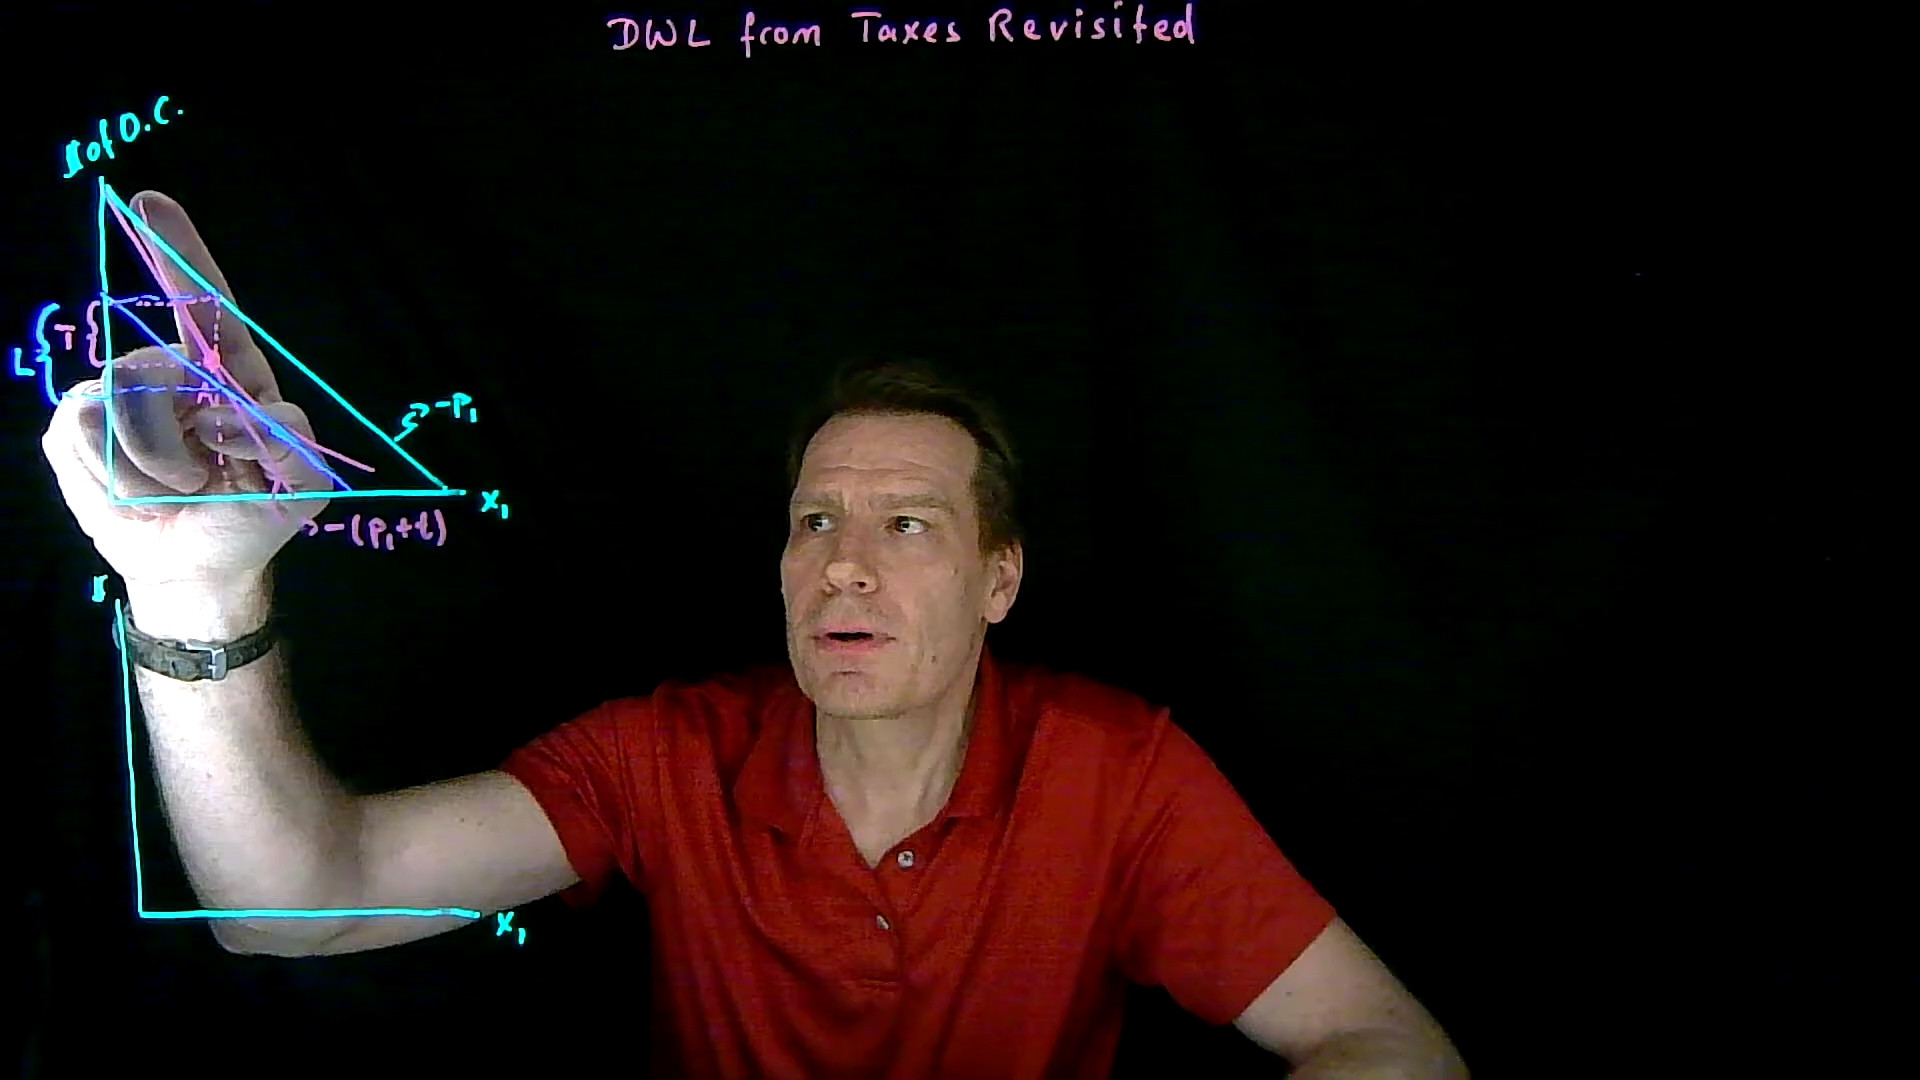 DWL from Taxes Revisited
$ of O.C.
T
L
A
-P₁
x₁
-(P₁+t)
$
x₁